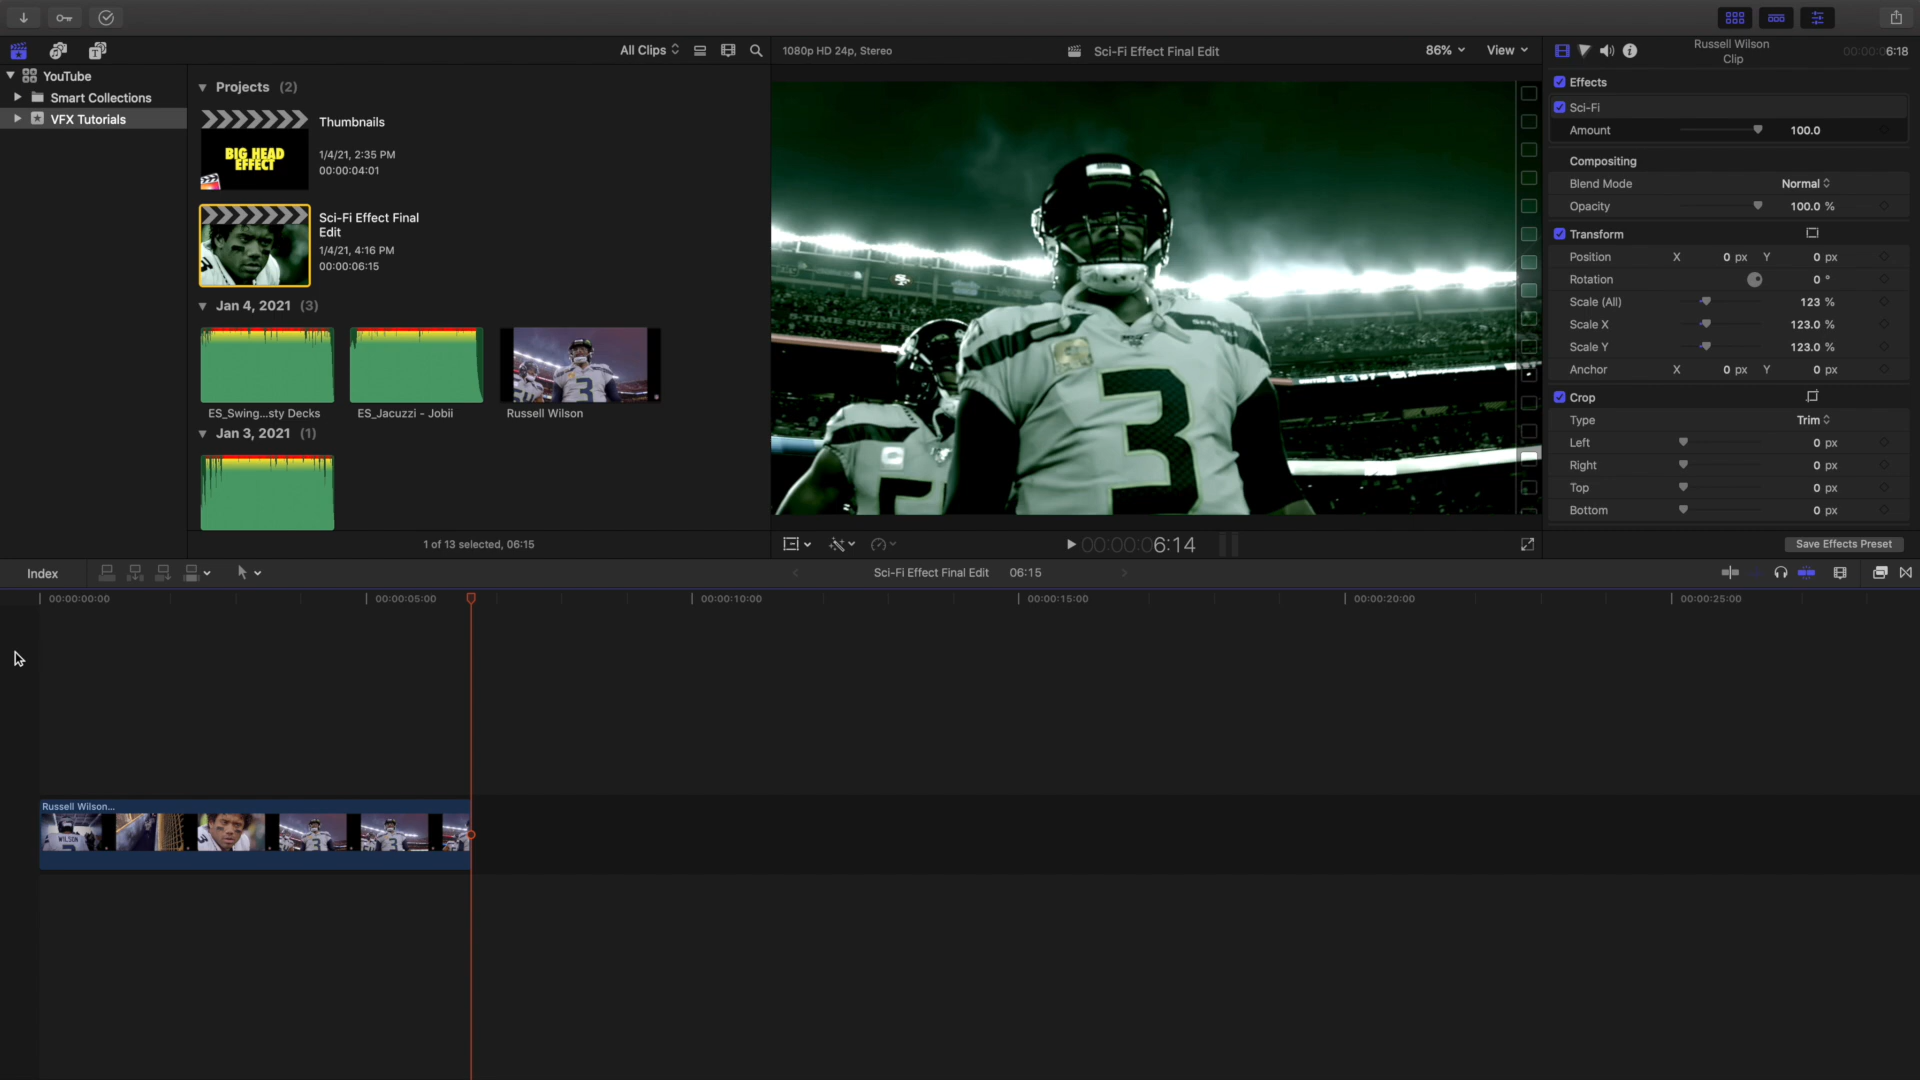 All Clips
1080p HD 24p, Stereo
Sci-Fi Effect Final Edit
86%
View
Russell Wilson
Clip
00:00:06:18
YouTube
Smart Collections
VFX Tutorials
Projects (2)
Thumbnails
1/4/21, 2:35 PM
00:00:04:01
BIG HEAD
EFFECT
Sci-Fi Effect Final
Edit
1/4/21, 4:16 PM
00:00:06:15
Jan 4, 2021 (3)
ES_Swing...sty Decks
ES_Jacuzzi - Jobii
Russell Wilson
Jan 3, 2021 (1)
1 of 13 selected, 06:15
3
C
00:00:06:14
Effects
Sci-Fi
Amount 100.0
Compositing
Blend Mode Normal
Opacity 100.0 %
Transform
Position X 0 px Y 0 px
Rotation 0 °
Scale (All) 123 %
Scale X 123.0 %
Scale Y 123.0 %
Anchor X 0 px Y 0 px
Crop
Type Trim
Left 0 px
Right 0 px
Top 0 px
Bottom 0 px
Save Effects Preset
Index
Sci-Fi Effect Final Edit 06:15
00:00:00:00
00:00:05:00
00:00:10:00
00:00:15:00
00:00:20:00
00:00:25:00
Russell Wilson...
WILSON